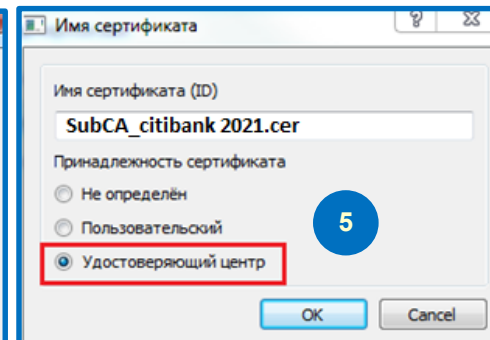 Имя сертификата
Имя сертификата (ID)
SubCA_citibank 2021.cer
Принадлежность сертификата
Не определён
Пользовательский
5
Удостоверяющий центр
OK
Cancel